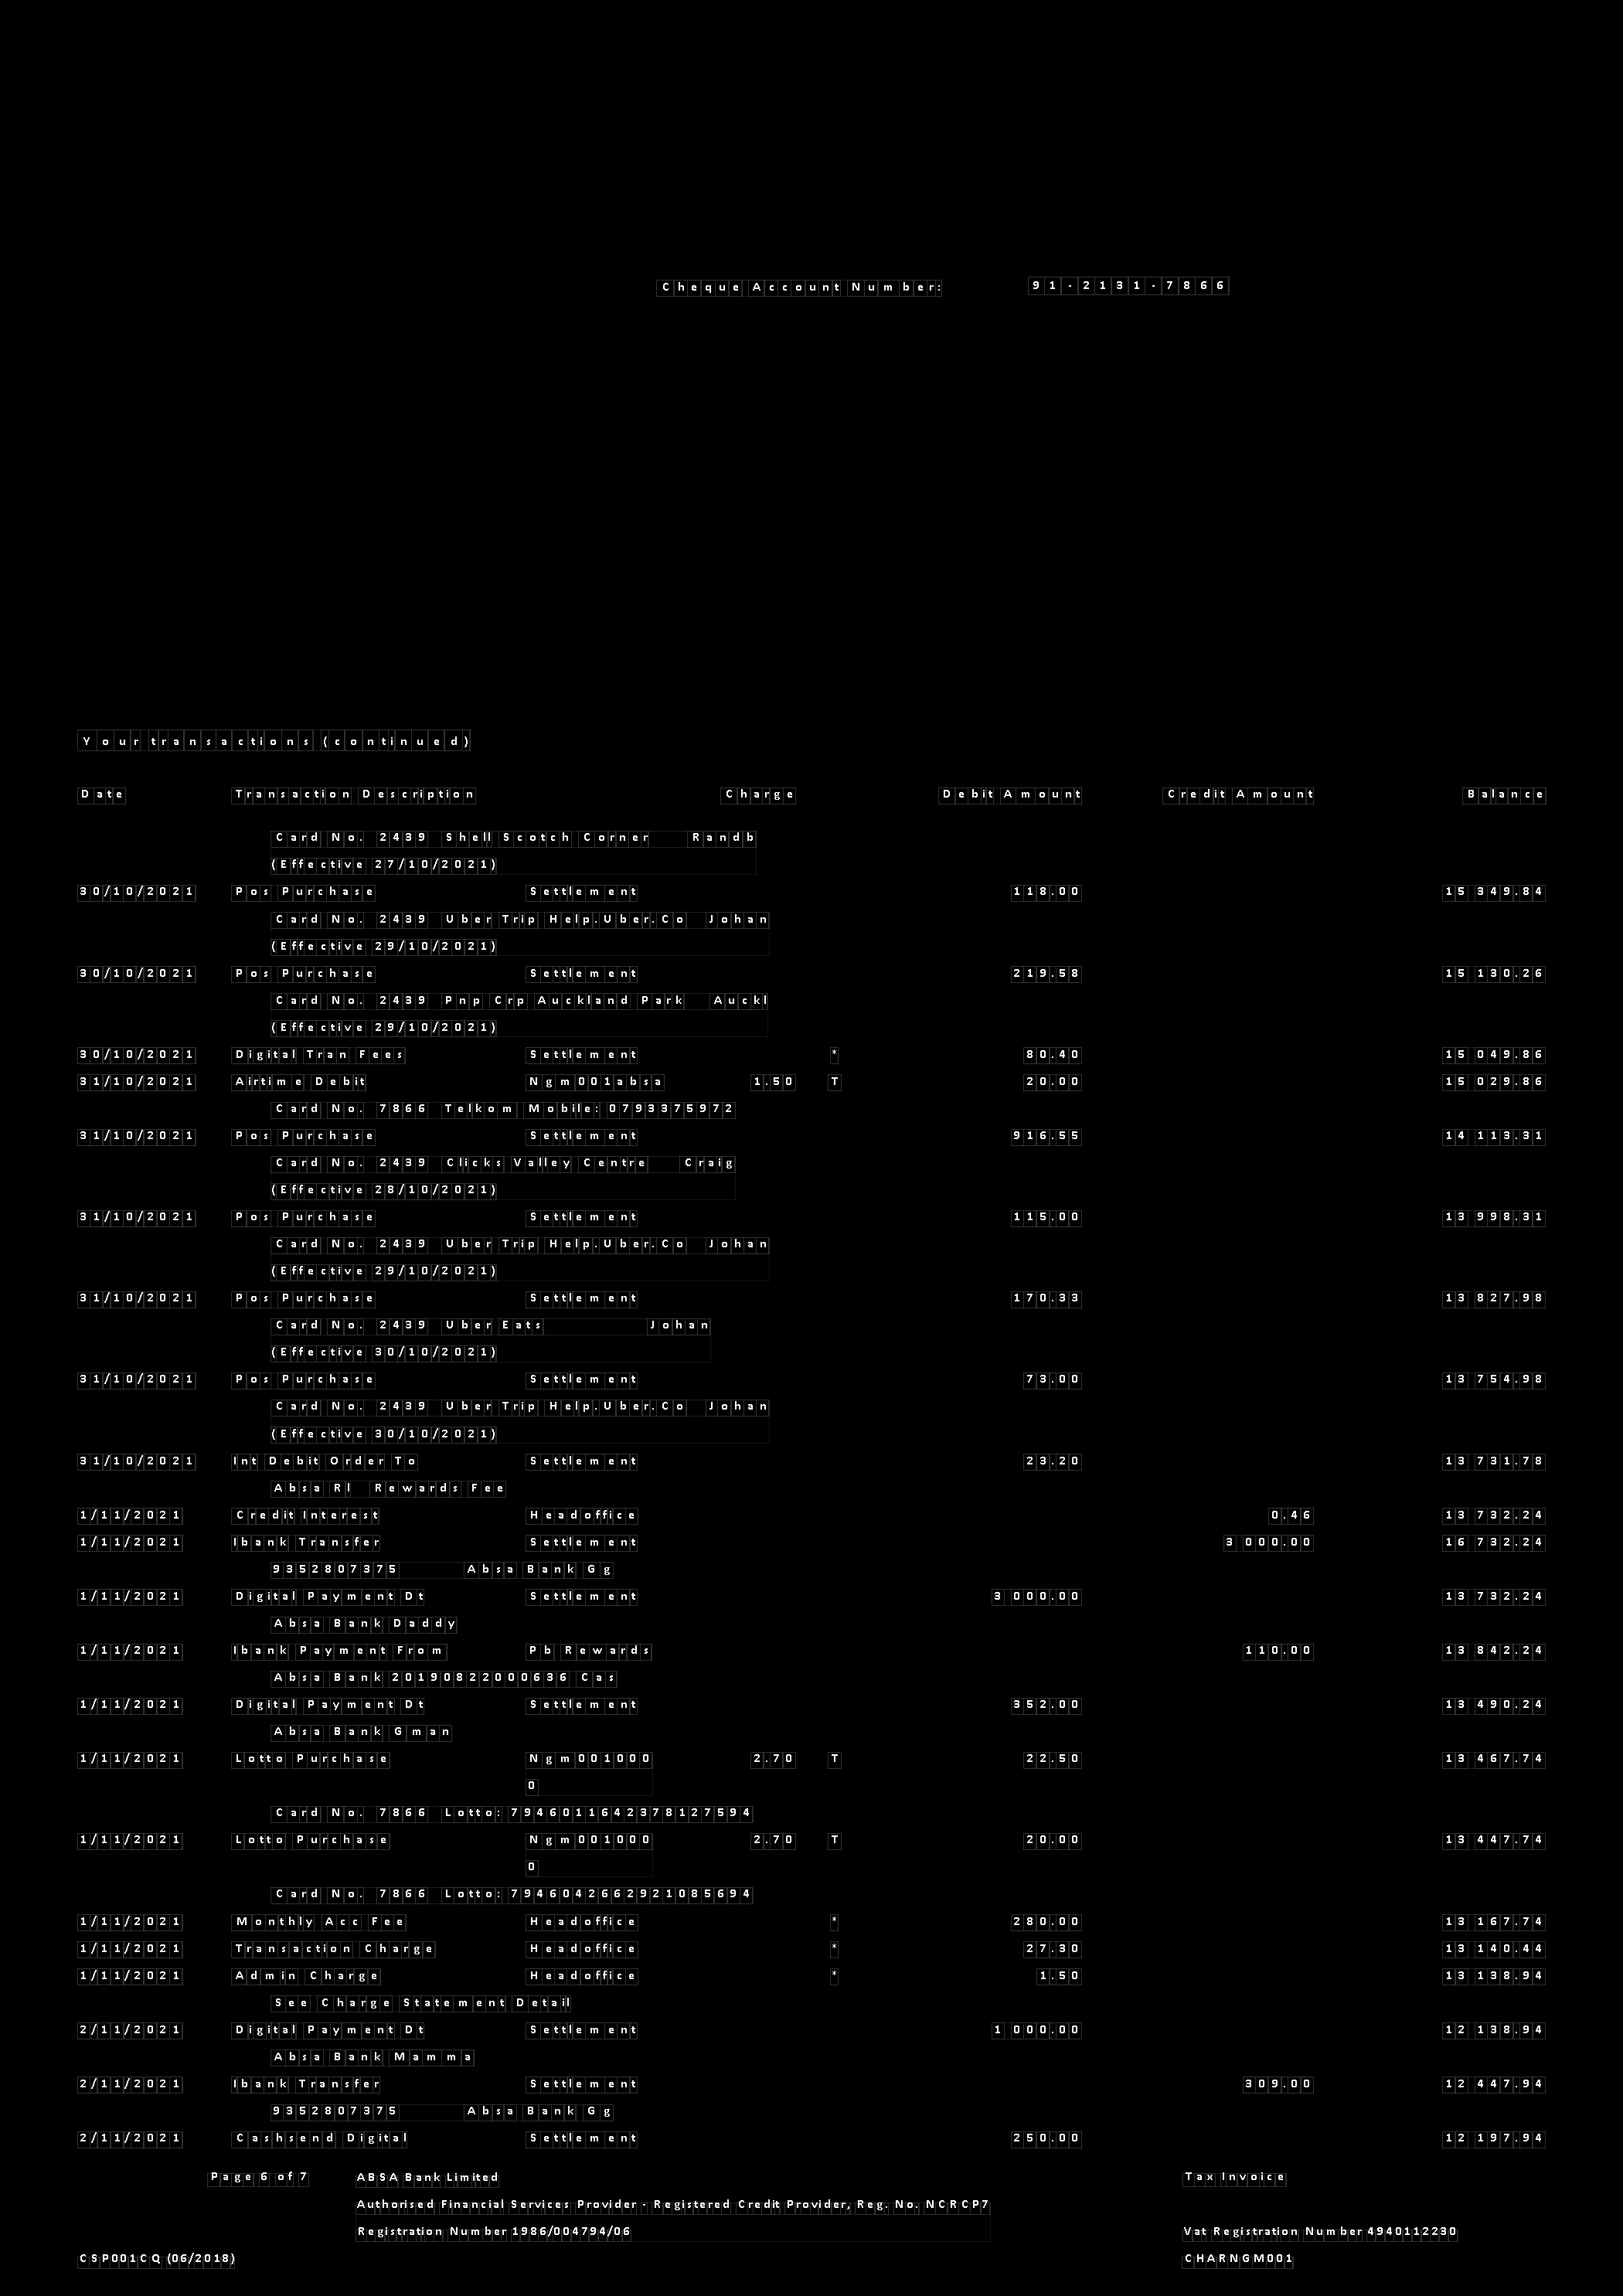 Cheque Account Number: 91-2131-7866
Your transactions (continued)
Date Transaction Description Charge Debit Amount Credit Amount Balance
Card No. 2439 Shell Scotch Corner Randb
(Effective 27/10/2021)
30/10/2021 Pos Purchase Settlement 118.00 15 349.84
Card No. 2439 Uber Trip Help.Uber.Co Johan
(Effective 29/10/2021)
30/10/2021 Pos Purchase Settlement 219.58 15 130.26
Card No. 2439 Pnp Crp Auckland Park Auckl
(Effective 29/10/2021)
30/10/2021 Digital Tran Fees Settlement * 80.40 15 049.86
31/10/2021 Airtime Debit Ngm001absa 1.50 T 20.00 15 029.86
Card No. 7866 Telkom Mobile: 0793375972
31/10/2021 Pos Purchase Settlement 916.55 14 113.31
Card No. 2439 Clicks Valley Centre Craig
(Effective 28/10/2021)
31/10/2021 Pos Purchase Settlement 115.00 13 998.31
Card No. 2439 Uber Trip Help.Uber.Co Johan
(Effective 29/10/2021)
31/10/2021 Pos Purchase Settlement 170.33 13 827.98
Card No. 2439 Uber Eats Johan
(Effective 30/10/2021)
31/10/2021 Pos Purchase Settlement 73.00 13 754.98
Card No. 2439 Uber Trip Help.Uber.Co Johan
(Effective 30/10/2021)
31/10/2021 Int Debit Order To Settlement 23.20 13 731.78
Absa Rl Rewards Fee
1/11/2021 Credit Interest Headoffice 0.46 13 732.24
1/11/2021 Ibank Transfer Settlement 3 000.00 16 732.24
9352807375 Absa Bank Gg
1/11/2021 Digital Payment Dt Settlement 3 000.00 13 732.24
Absa Bank Daddy
1/11/2021 Ibank Payment From Pb Rewards 110.00 13 842.24
Absa Bank 20190822000636 Cas
1/11/2021 Digital Payment Dt Settlement 352.00 13 490.24
Absa Bank Gman
1/11/2021 Lotto Purchase Ngm001000 2.70 T 22.50 13 467.74
0
Card No. 7866 Lotto: 7946011642378127594
1/11/2021 Lotto Purchase Ngm001000 2.70 T 20.00 13 447.74
0
Card No. 7866 Lotto: 7946042662921085694
1/11/2021 Monthly Acc Fee Headoffice * 280.00 13 167.74
1/11/2021 Transaction Charge Headoffice * 27.30 13 140.44
1/11/2021 Admin Charge Headoffice * 1.50 13 138.94
See Charge Statement Detail
2/11/2021 Digital Payment Dt Settlement 1 000.00 12 138.94
Absa Bank Mamma
2/11/2021 Ibank Transfer Settlement 309.00 12 447.94
9352807375 Absa Bank Gg
2/11/2021 Cashsend Digital Settlement 250.00 12 197.94
Page 6 of 7 ABSA Bank Limited Tax Invoice
Authorised Financial Services Provider - Registered Credit Provider, Reg. No. NCRCP7
Registration Number 1986/004794/06 Vat Registration Number 4940112230
CSP001CQ (06/2018) CHARNGM001